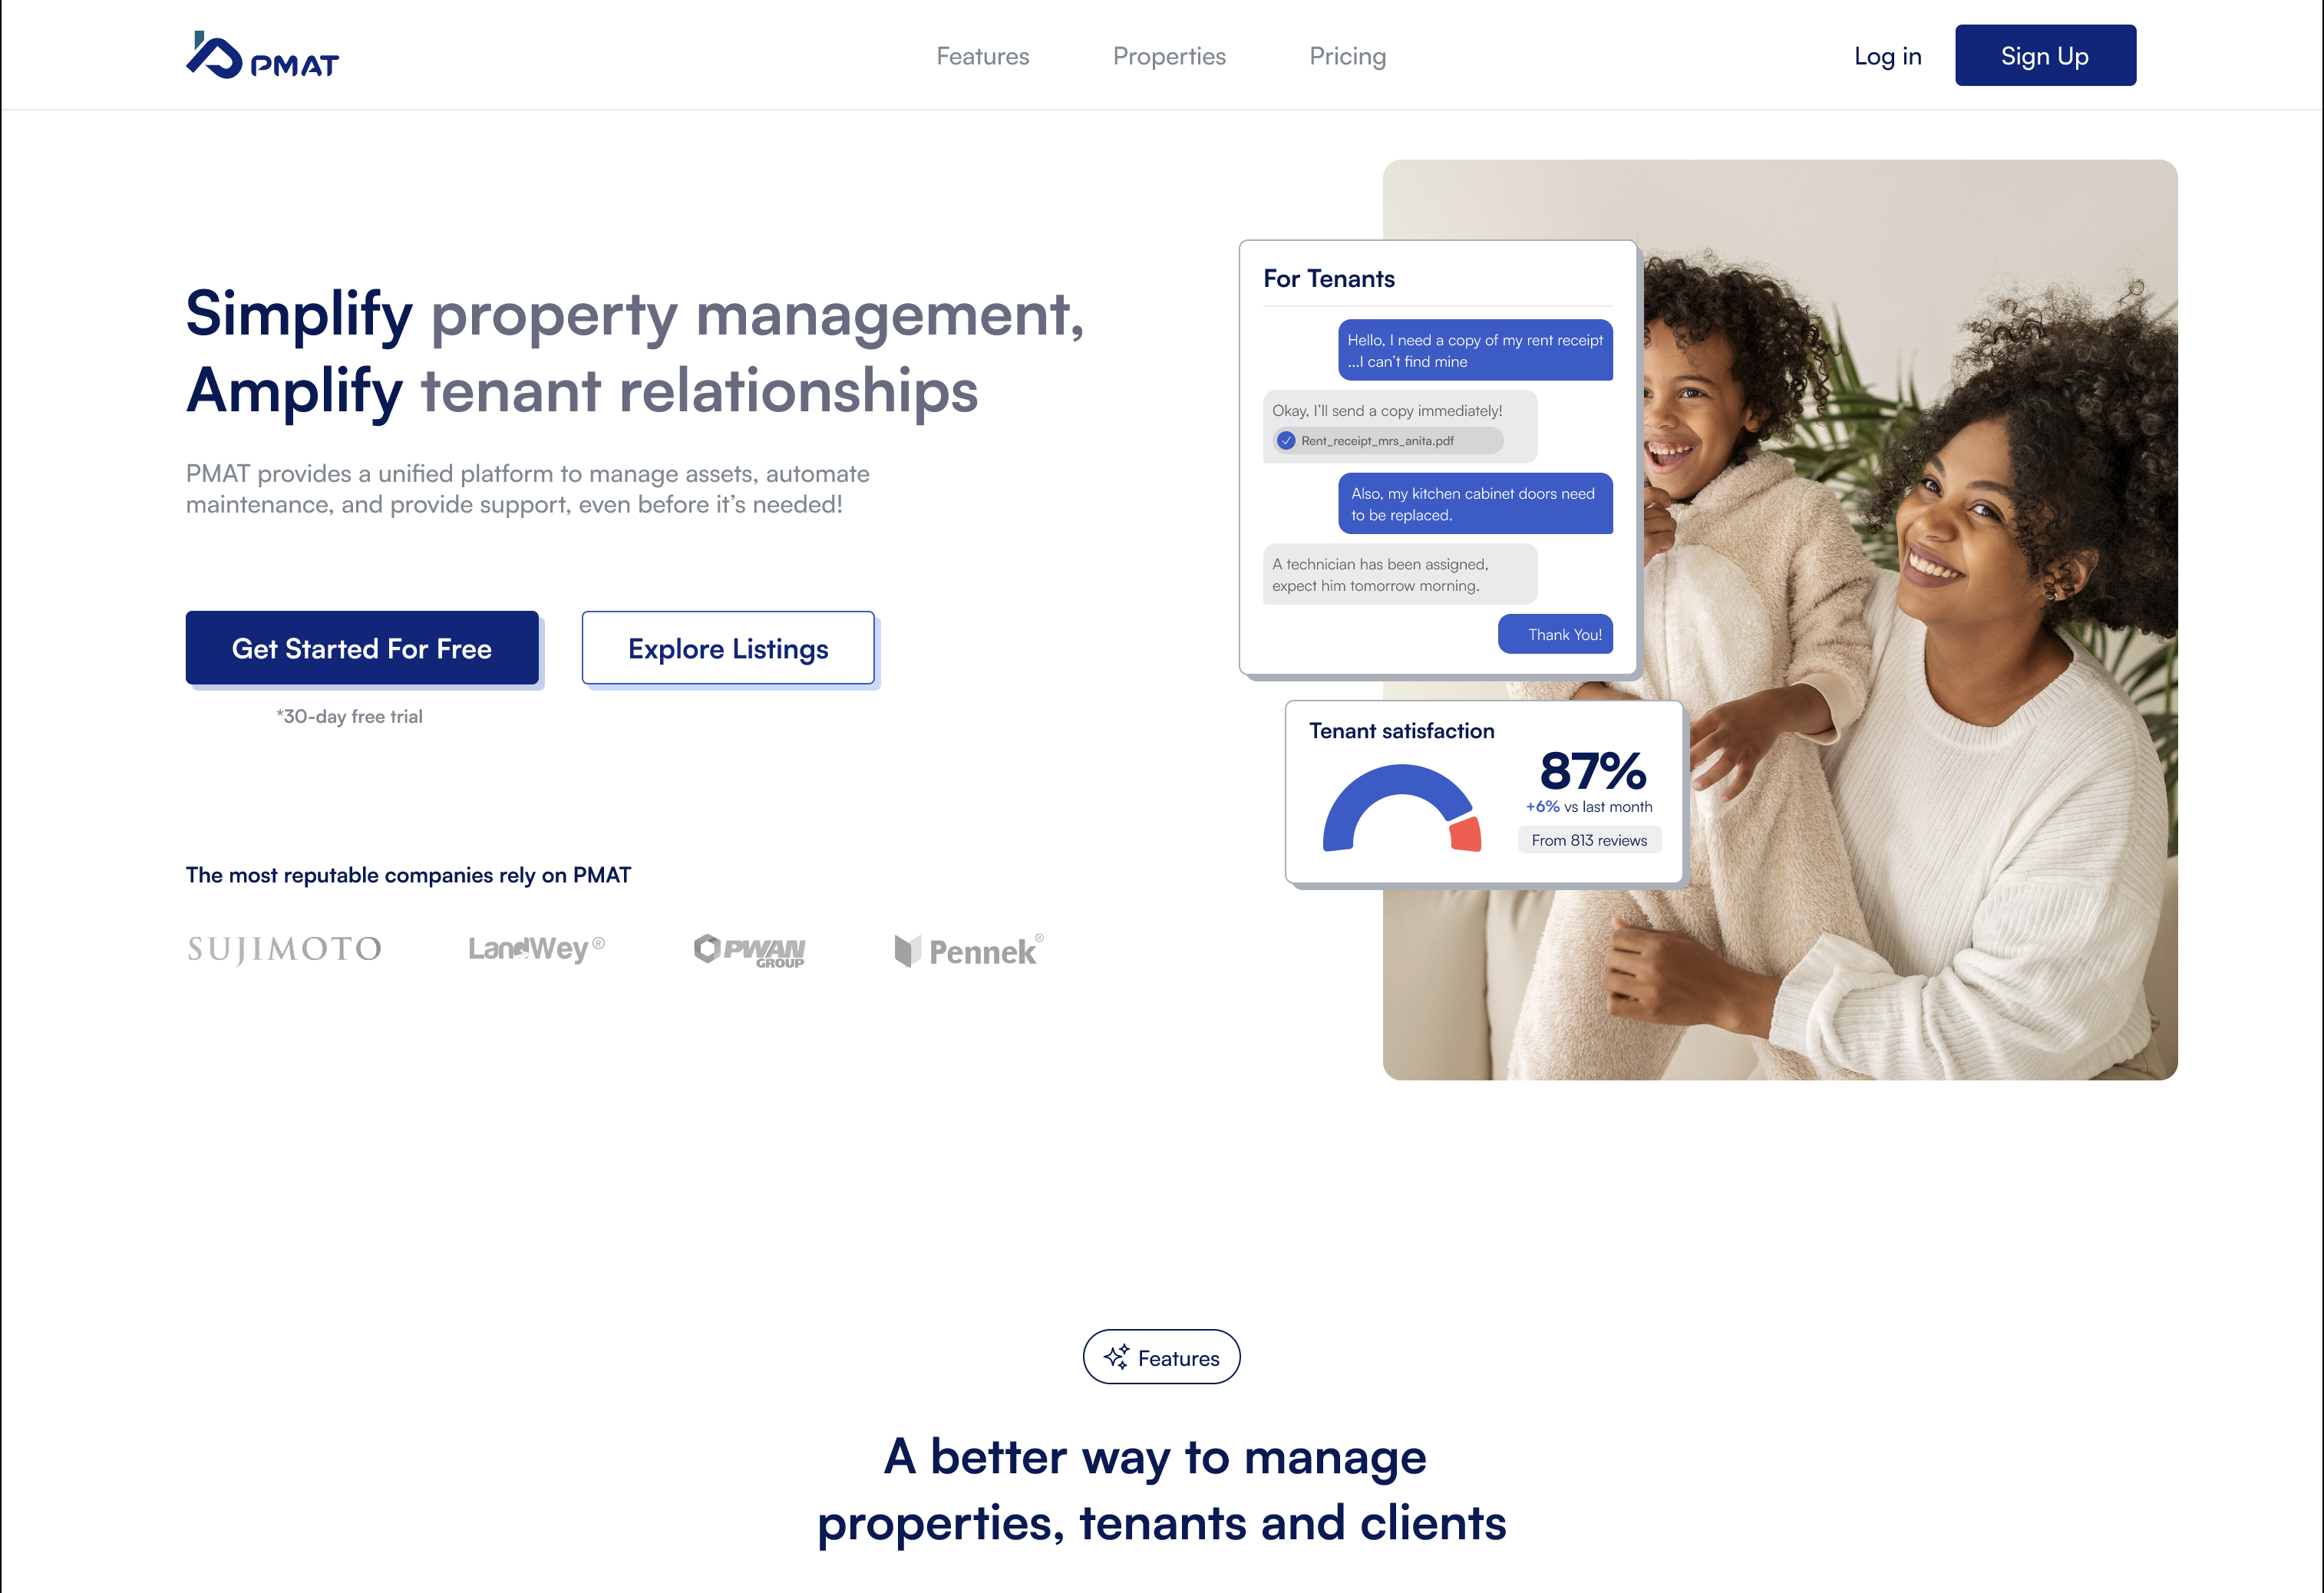 PMAT
Features
Properties
Pricing
Log in
Sign Up
Simplify property management,
Amplify tenant relationships
PMAT provides a unified platform to manage assets, automate
maintenance, and provide support, even before it's needed!
Get Started For Free
Explore Listings
*30-day free trial
The most reputable companies rely on PMAT
SUJIMOTO
LandWey®
PWAN
GROUP
Pennek®
For Tenants
Hello, I need a copy of my rent receipt
...I can't find mine
Okay, I'll send a copy immediately!
Rent_receipt_mrs_anita.pdf
Also, my kitchen cabinet doors need
to be replaced.
A technician has been assigned,
expect him tomorrow morning.
Thank You!
Tenant satisfaction
87%
+6% vs last month
From 813 reviews
Features
A better way to manage
properties, tenants and clients